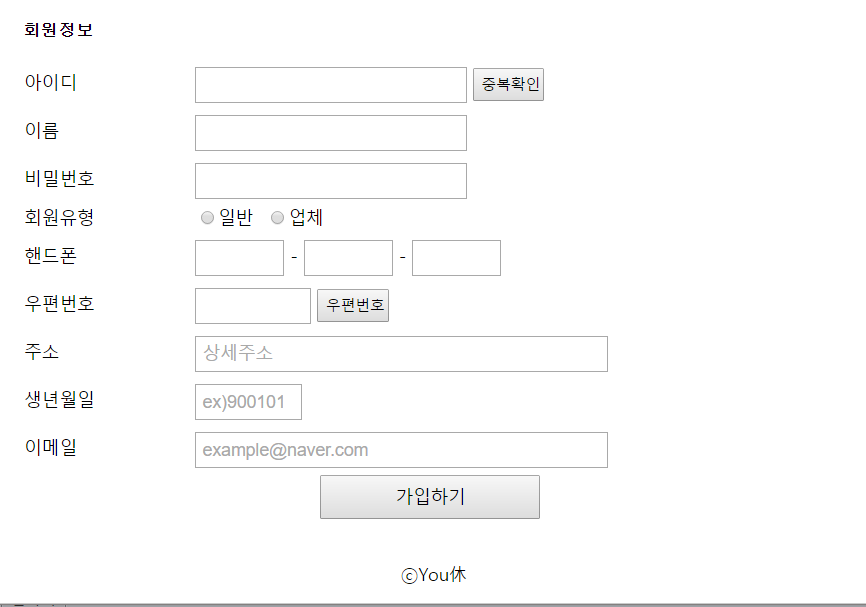 회원정보
아이디 중복확인
이름
비밀번호
회원유형 일반 업체
핸드폰 - -
우편번호 우편번호
주소 상세주소
생년월일 ex)900101
이메일 example@naver.com
가입하기
ⓒYou休